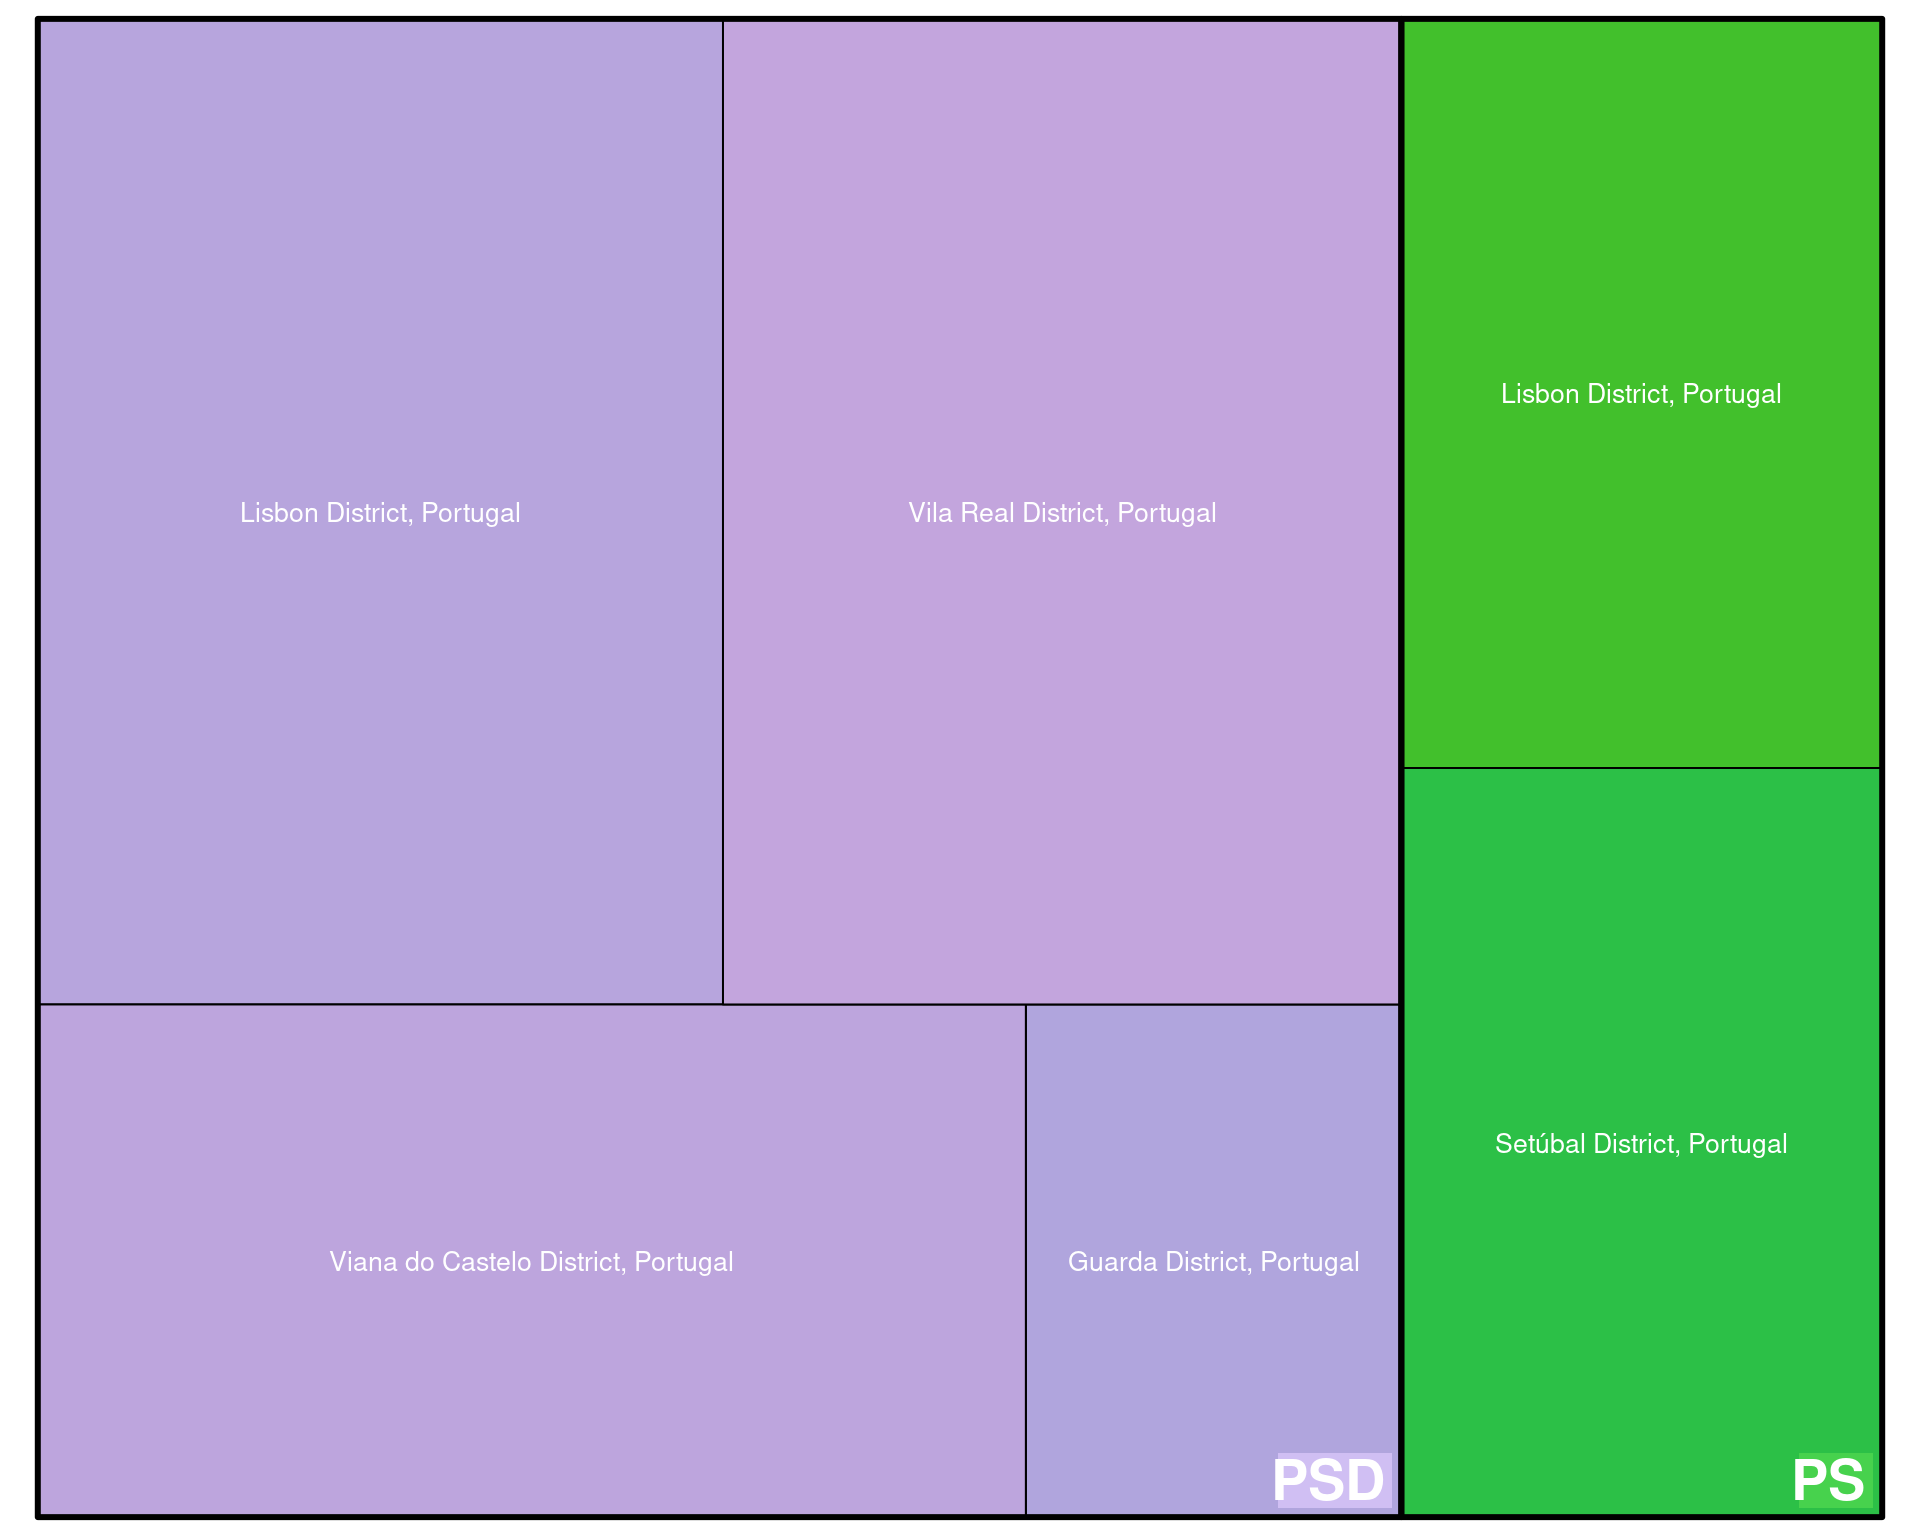 Lisbon District, Portugal
Vila Real District, Portugal
Lisbon District, Portugal
Viana do Castelo District, Portugal
Guarda District, Portugal
Setúbal District, Portugal
PSD
PS